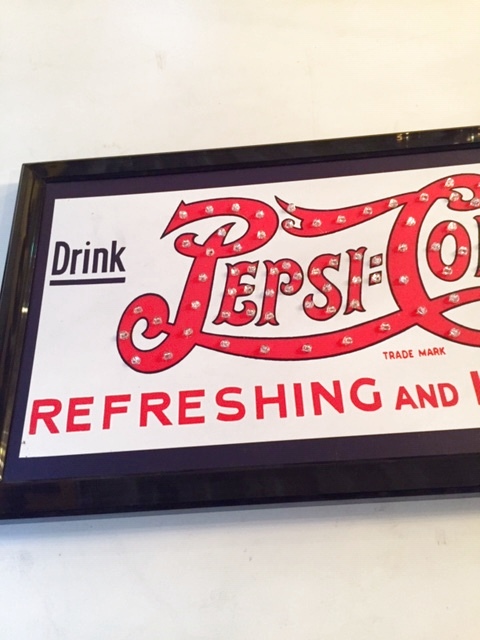 Drink
PEPSI:CO
TRADE MARK
REFRESHING AND